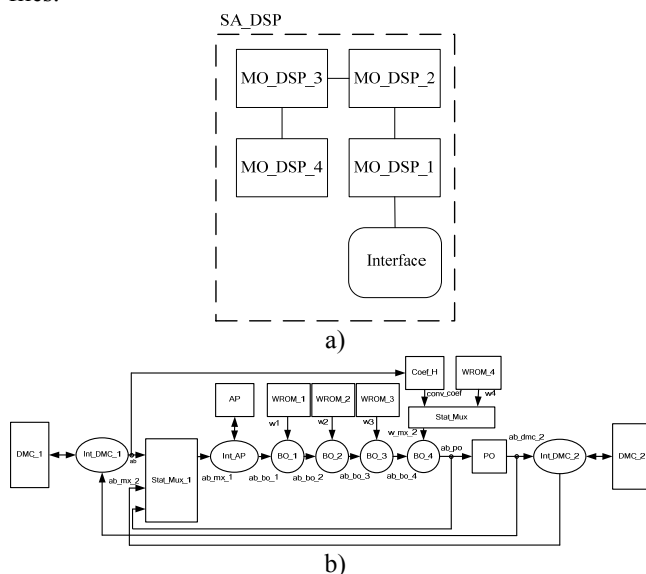 SA_DSP
MO_DSP_3
MO_DSP_2
MO_DSP_4
MO_DSP_1
Interface
a)
Coef_H
WROM_4
conv_coef
w4
AP
WROM_1
WROM_2
WROM_3
Stat_Mux
w1
w2
w3
w_mx_2
ab_po
ab_dmc_2
DMC_1
Int_DMC_1
ab
Stat_Mux_1
Int_AP
BO_1
BO_2
BO_3
BO_4
PO
Int_DMC_2
DMC_2
ab_mx_2
ab_mx_1
ab_bo_1
ab_bo_2
ab_bo_3
ab_bo_4
b)